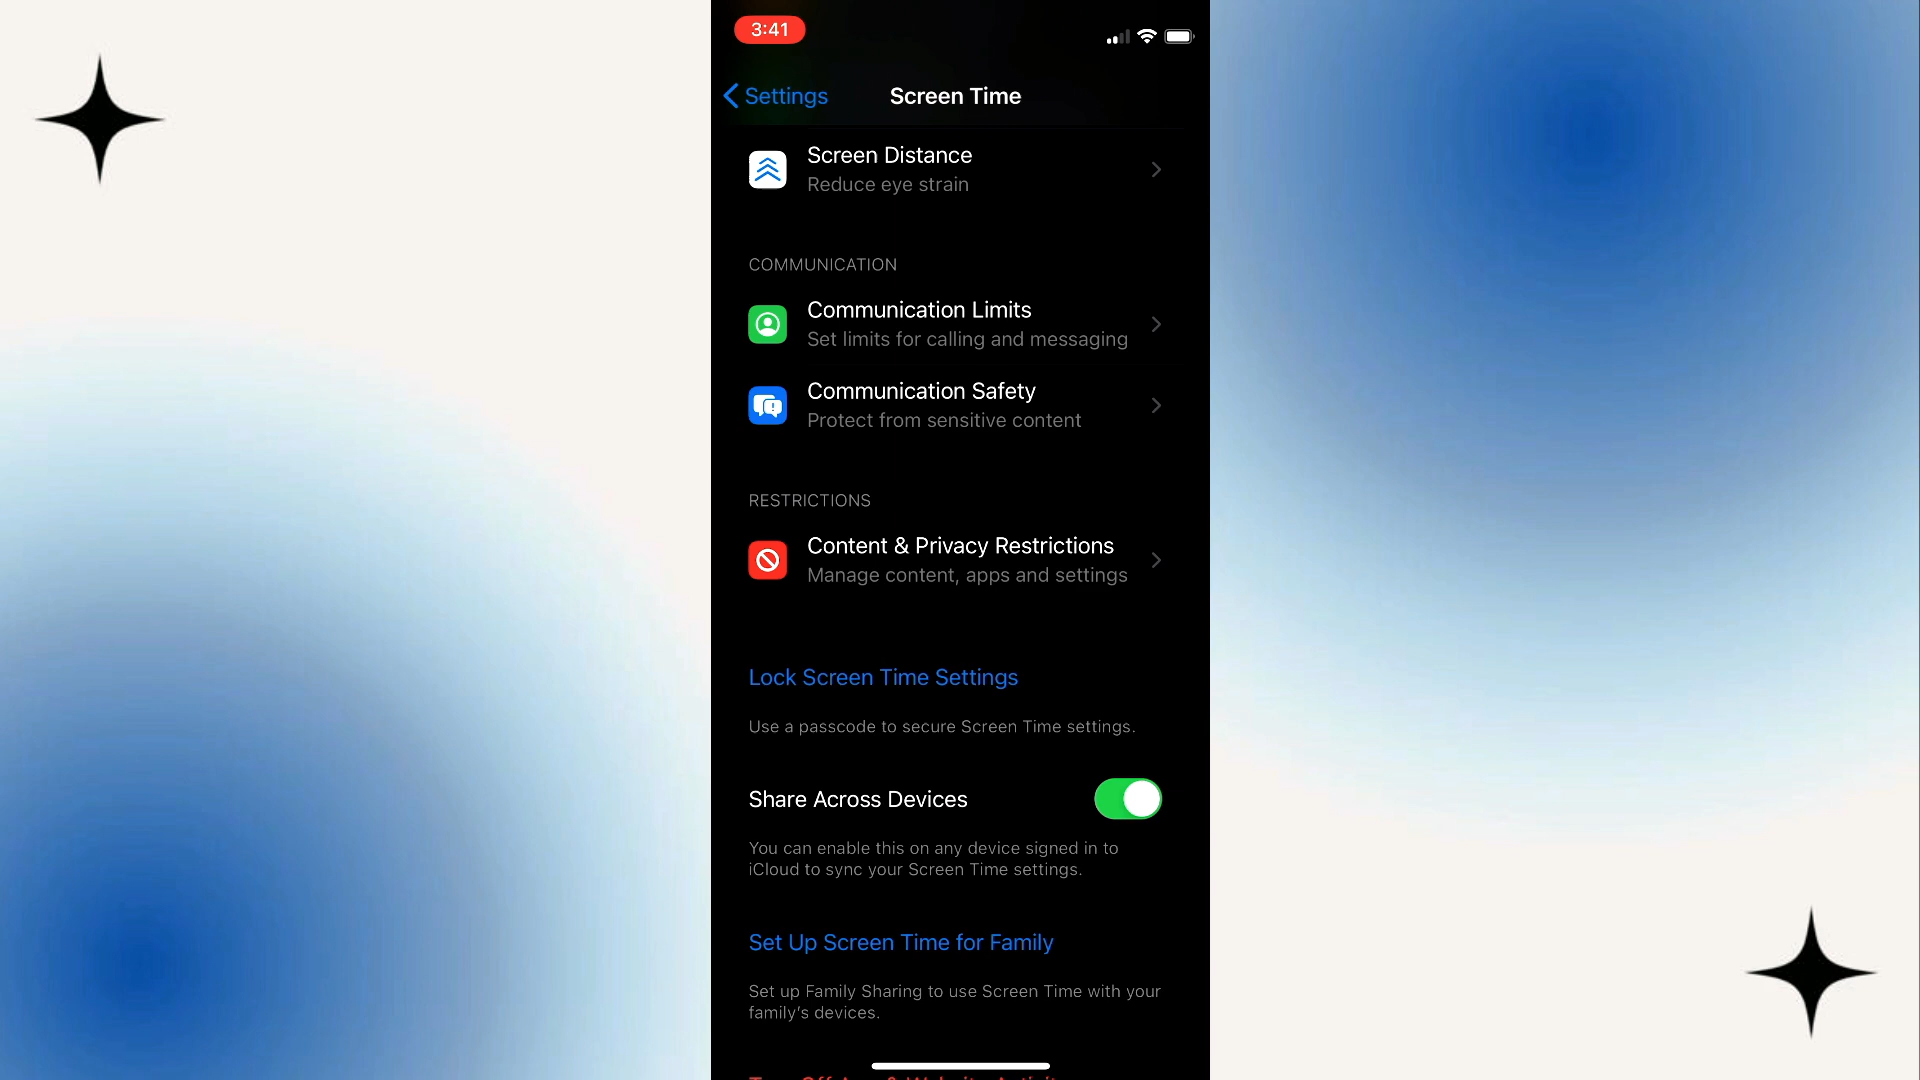 3:41
Settings
Screen Time
Screen Distance
Reduce eye strain
COMMUNICATION
Communication Limits
Set limits for calling and messaging
Communication Safety
Protect from sensitive content
RESTRICTIONS
Content & Privacy Restrictions
Manage content, apps and settings
Lock Screen Time Settings
Use a passcode to secure Screen Time settings.
Share Across Devices
You can enable this on any device signed in to
iCloud to sync your Screen Time settings.
Set Up Screen Time for Family
Set up Family Sharing to use Screen Time with your
family's devices.